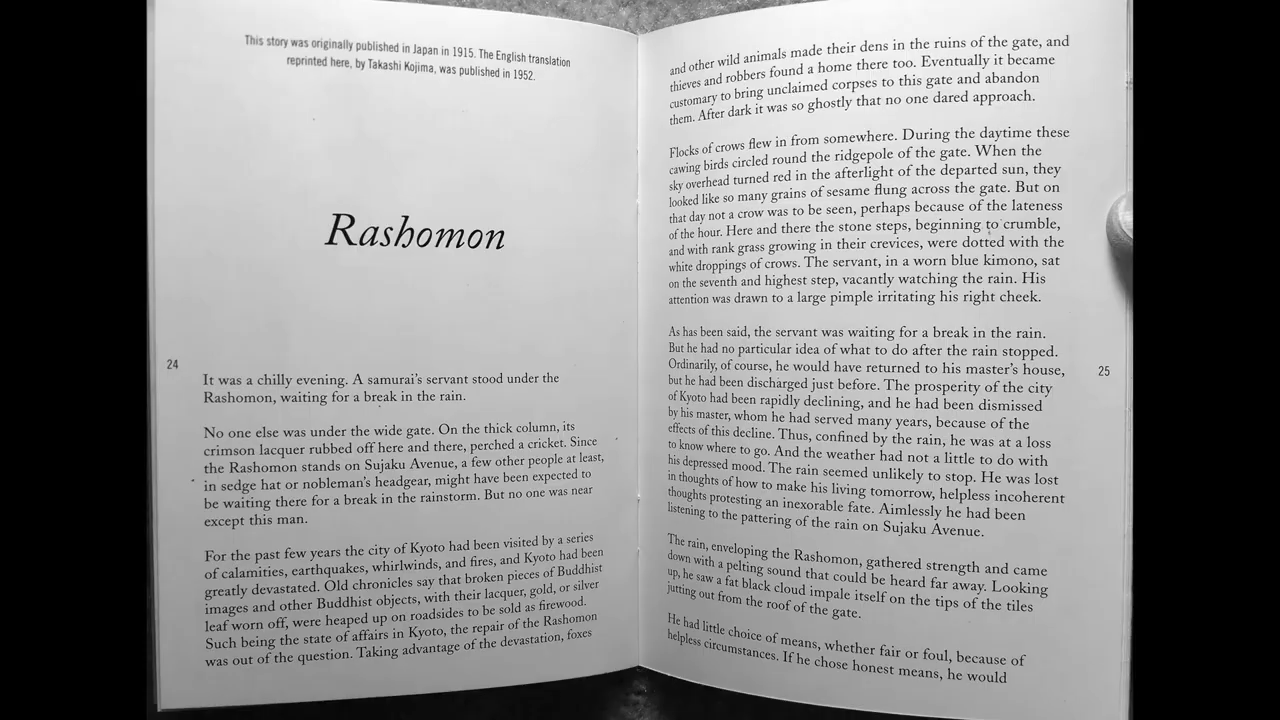 This story was originally published in Japan in 1915. The English translation
reprinted here, by Takashi Kojima, was published in 1952.
Rashomon
24
It was a chilly evening. A samurai's servant stood under the
Rashomon, waiting for a break in the rain.
No one else was under the wide gate. On the thick column, its
crimson lacquer rubbed off here and there, perched a cricket. Since
the Rashomon stands on Sujaku Avenue, a few other people at least,
in sedge hat or nobleman's headgear, might have been expected to
be waiting there for a break in the rainstorm. But no one was near
except this man.
For the past few years the city of Kyoto had been visited by a series
of calamities, earthquakes, whirlwinds, and fires, and Kyoto had been
greatly devastated. Old chronicles say that broken pieces of Buddhist
images and other Buddhist objects, with their lacquer, gold, or silver
leaf worn off, were heaped up on roadsides to be sold as firewood.
Such being the state of affairs in Kyoto, the repair of the Rashomon
was out of the question. Taking advantage of the devastation, foxes
and other wild animals made their dens in the ruins of the gate, and
thieves and robbers found a home there too. Eventually it became
customary to bring unclaimed corpses to this gate and abandon
them. After dark it was so ghostly that no one dared approach.
Flocks of crows flew in from somewhere. During the daytime these
cawing birds circled round the ridgepole of the gate. When the
sky overhead turned red in the afterlight of the departed sun, they
looked like so many grains of sesame flung across the gate. But on
that day not a crow was to be seen, perhaps because of the lateness
of the hour. Here and there the stone steps, beginning to crumble,
and with rank grass growing in their crevices, were dotted with the
white droppings of crows. The servant, in a worn blue kimono, sat
on the seventh and highest step, vacantly watching the rain. His
attention was drawn to a large pimple irritating his right cheek.
As has been said, the servant was waiting for a break in the rain.
But he had no particular idea of what to do after the rain stopped.
Ordinarily, of course, he would have returned to his master's house,
but he had been discharged just before. The prosperity of the city
of Kyoto had been rapidly declining, and he had been dismissed
by his master, whom he had served many years, because of the
effects of this decline. Thus, confined by the rain, he was at a loss
to know where to go. And the weather had not a little to do with
his depressed mood. The rain seemed unlikely to stop. He was lost
in thoughts of how to make his living tomorrow, helpless incoherent
thoughts protesting an inexorable fate. Aimlessly he had been
listening to the pattering of the rain on Sujaku Avenue.
The rain, enveloping the Rashomon, gathered strength and came
down with a pelting sound that could be heard far away. Looking
up, he saw a fat black cloud impale itself on the tips of the tiles
jutting out from the roof of the gate.
He had little choice of means, whether fair or foul, because of
helpless circumstances. If he chose honest means, he would
25